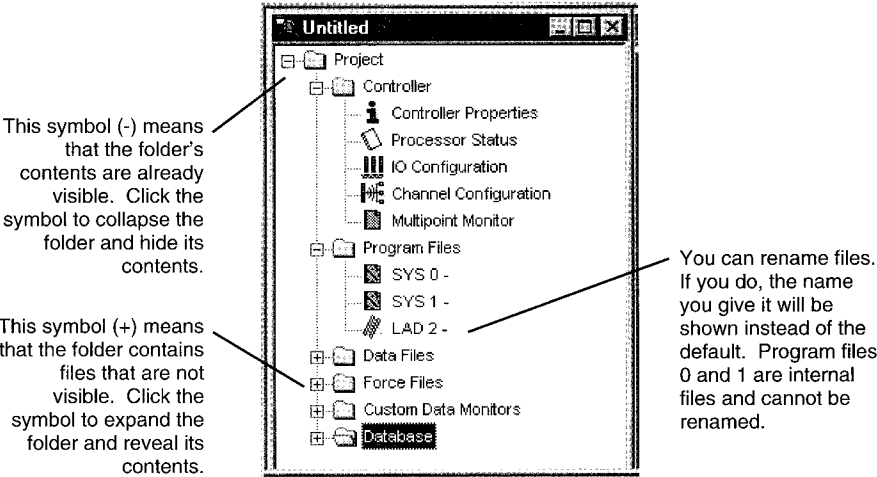 Untitled
Project
Controller
Controller Properties
Processor Status
IO Configuration
Channel Configuration
Multipoint Monitor
Program Files
SYS 0 -
SYS 1 -
LAD 2 -
Data Files
Force Files
Custom Data Monitors
Database
This symbol (-) means
that the folder's
contents are already
visible. Click the
symbol to collapse the
folder and hide its
contents.
This symbol (+) means
that the folder contains
files that are not
visible. Click the
symbol to expand the
folder and reveal its
contents.
You can rename files.
If you do, the name
you give it will be
shown instead of the
default. Program files
0 and 1 are internal
files and cannot be
renamed.